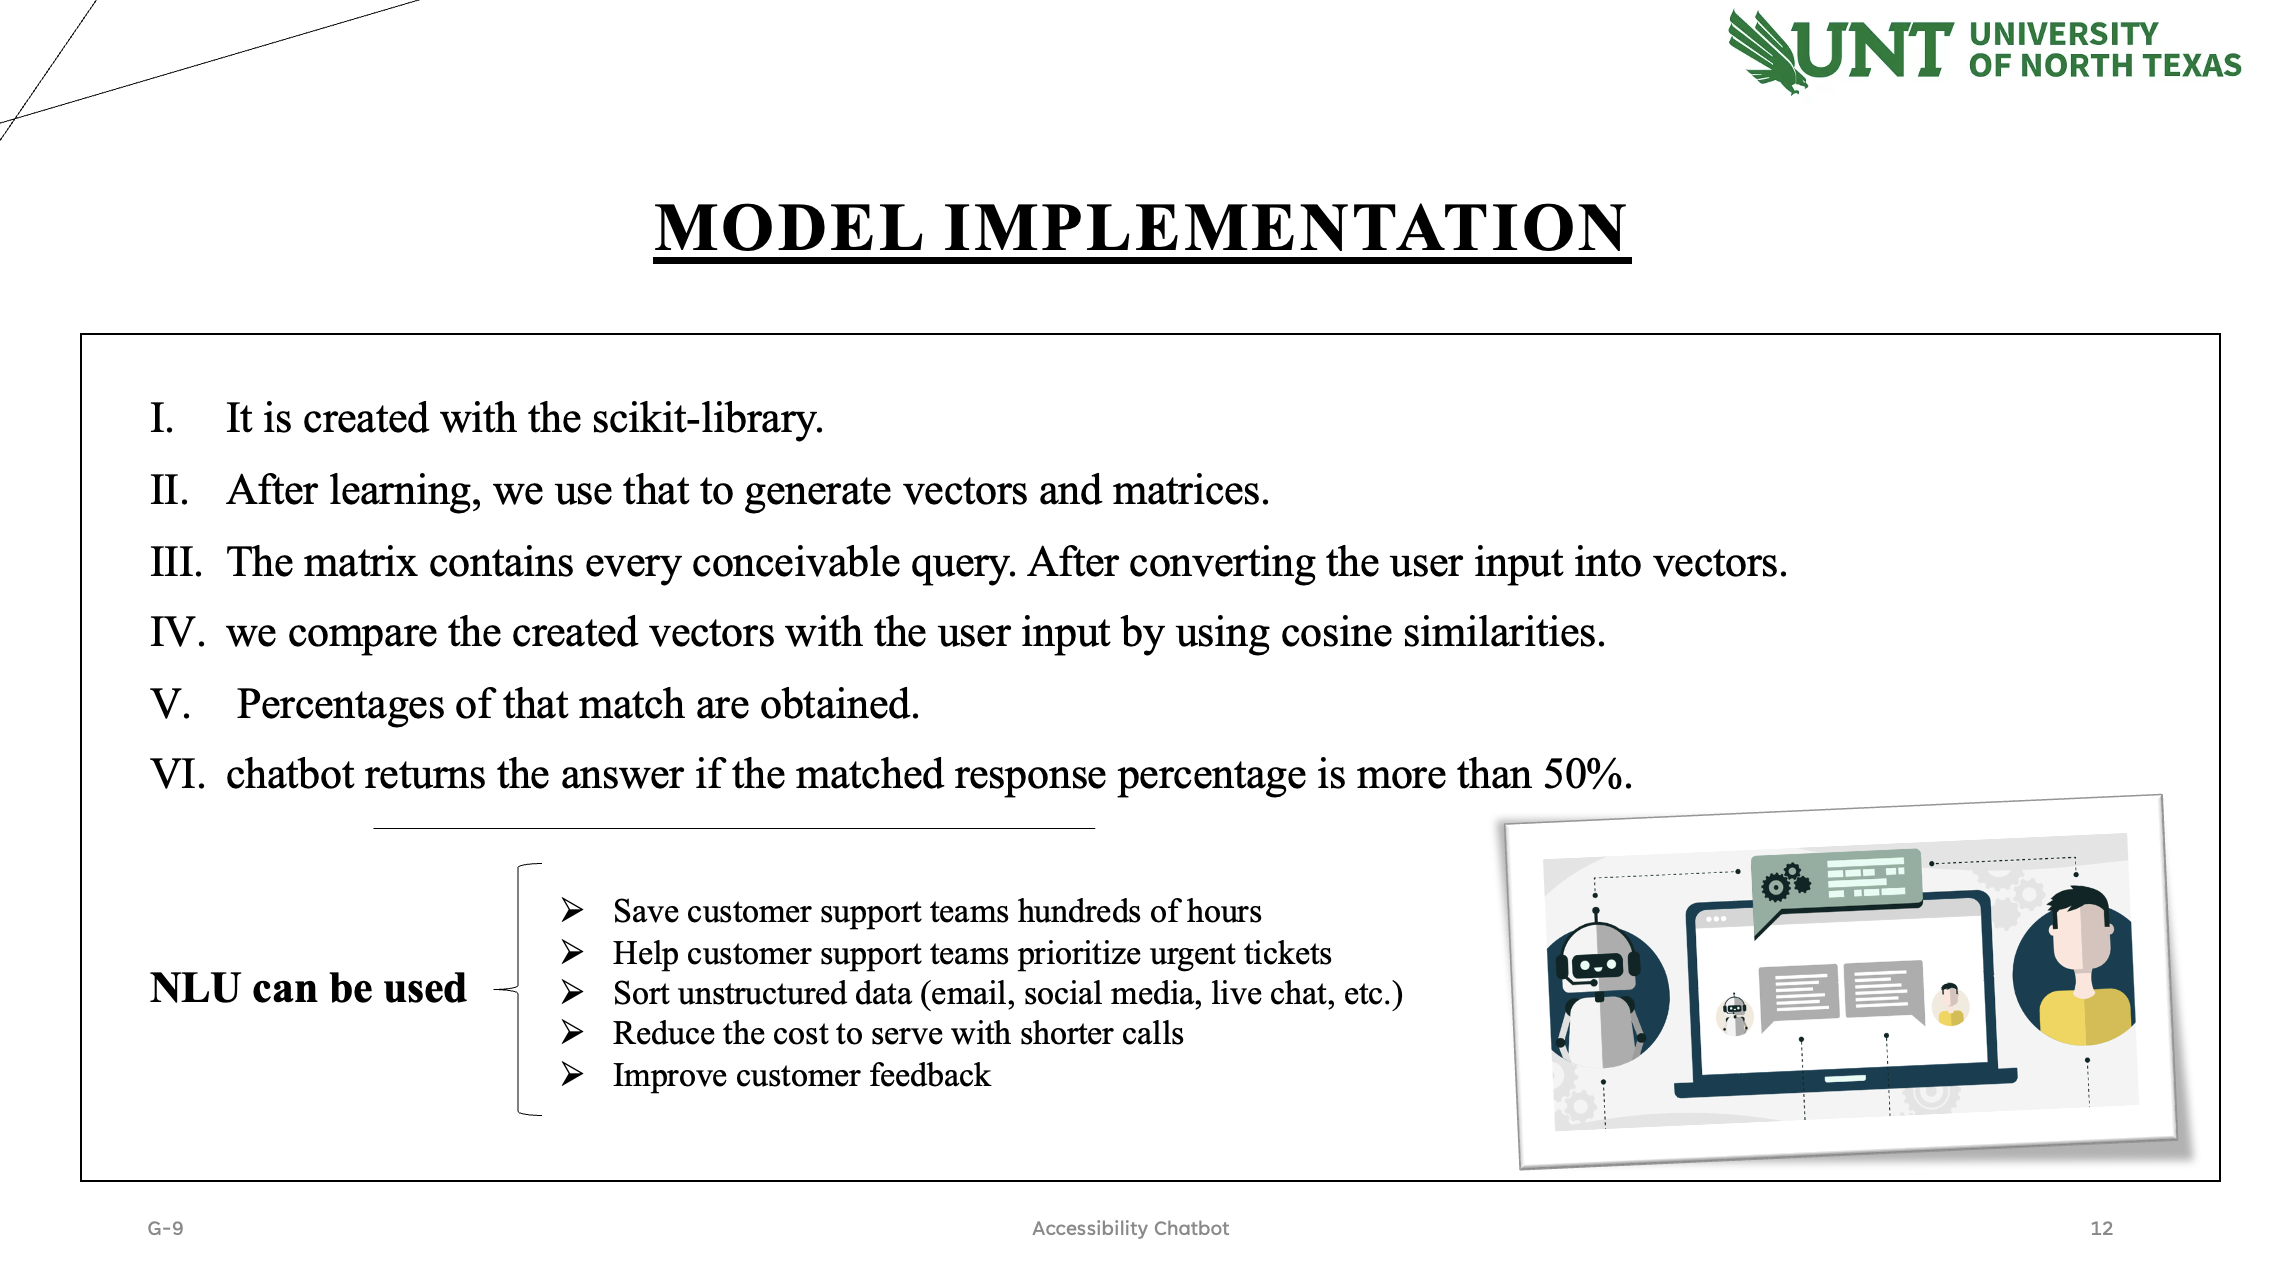 UNT UNIVERSITY
OF NORTH TEXAS
MODEL IMPLEMENTATION
I. It is created with the scikit-library.
II. After learning, we use that to generate vectors and matrices.
III. The matrix contains every conceivable query. After converting the user input into vectors.
IV. we compare the created vectors with the user input by using cosine similarities.
V. Percentages of that match are obtained.
VI. chatbot returns the answer if the matched response percentage is more than 50%.
NLU can be used
➢ Save customer support teams hundreds of hours
➢ Help customer support teams prioritize urgent tickets
➢ Sort unstructured data (email, social media, live chat, etc.)
➢ Reduce the cost to serve with shorter calls
➢ Improve customer feedback
G-9
Accessibility Chatbot
12